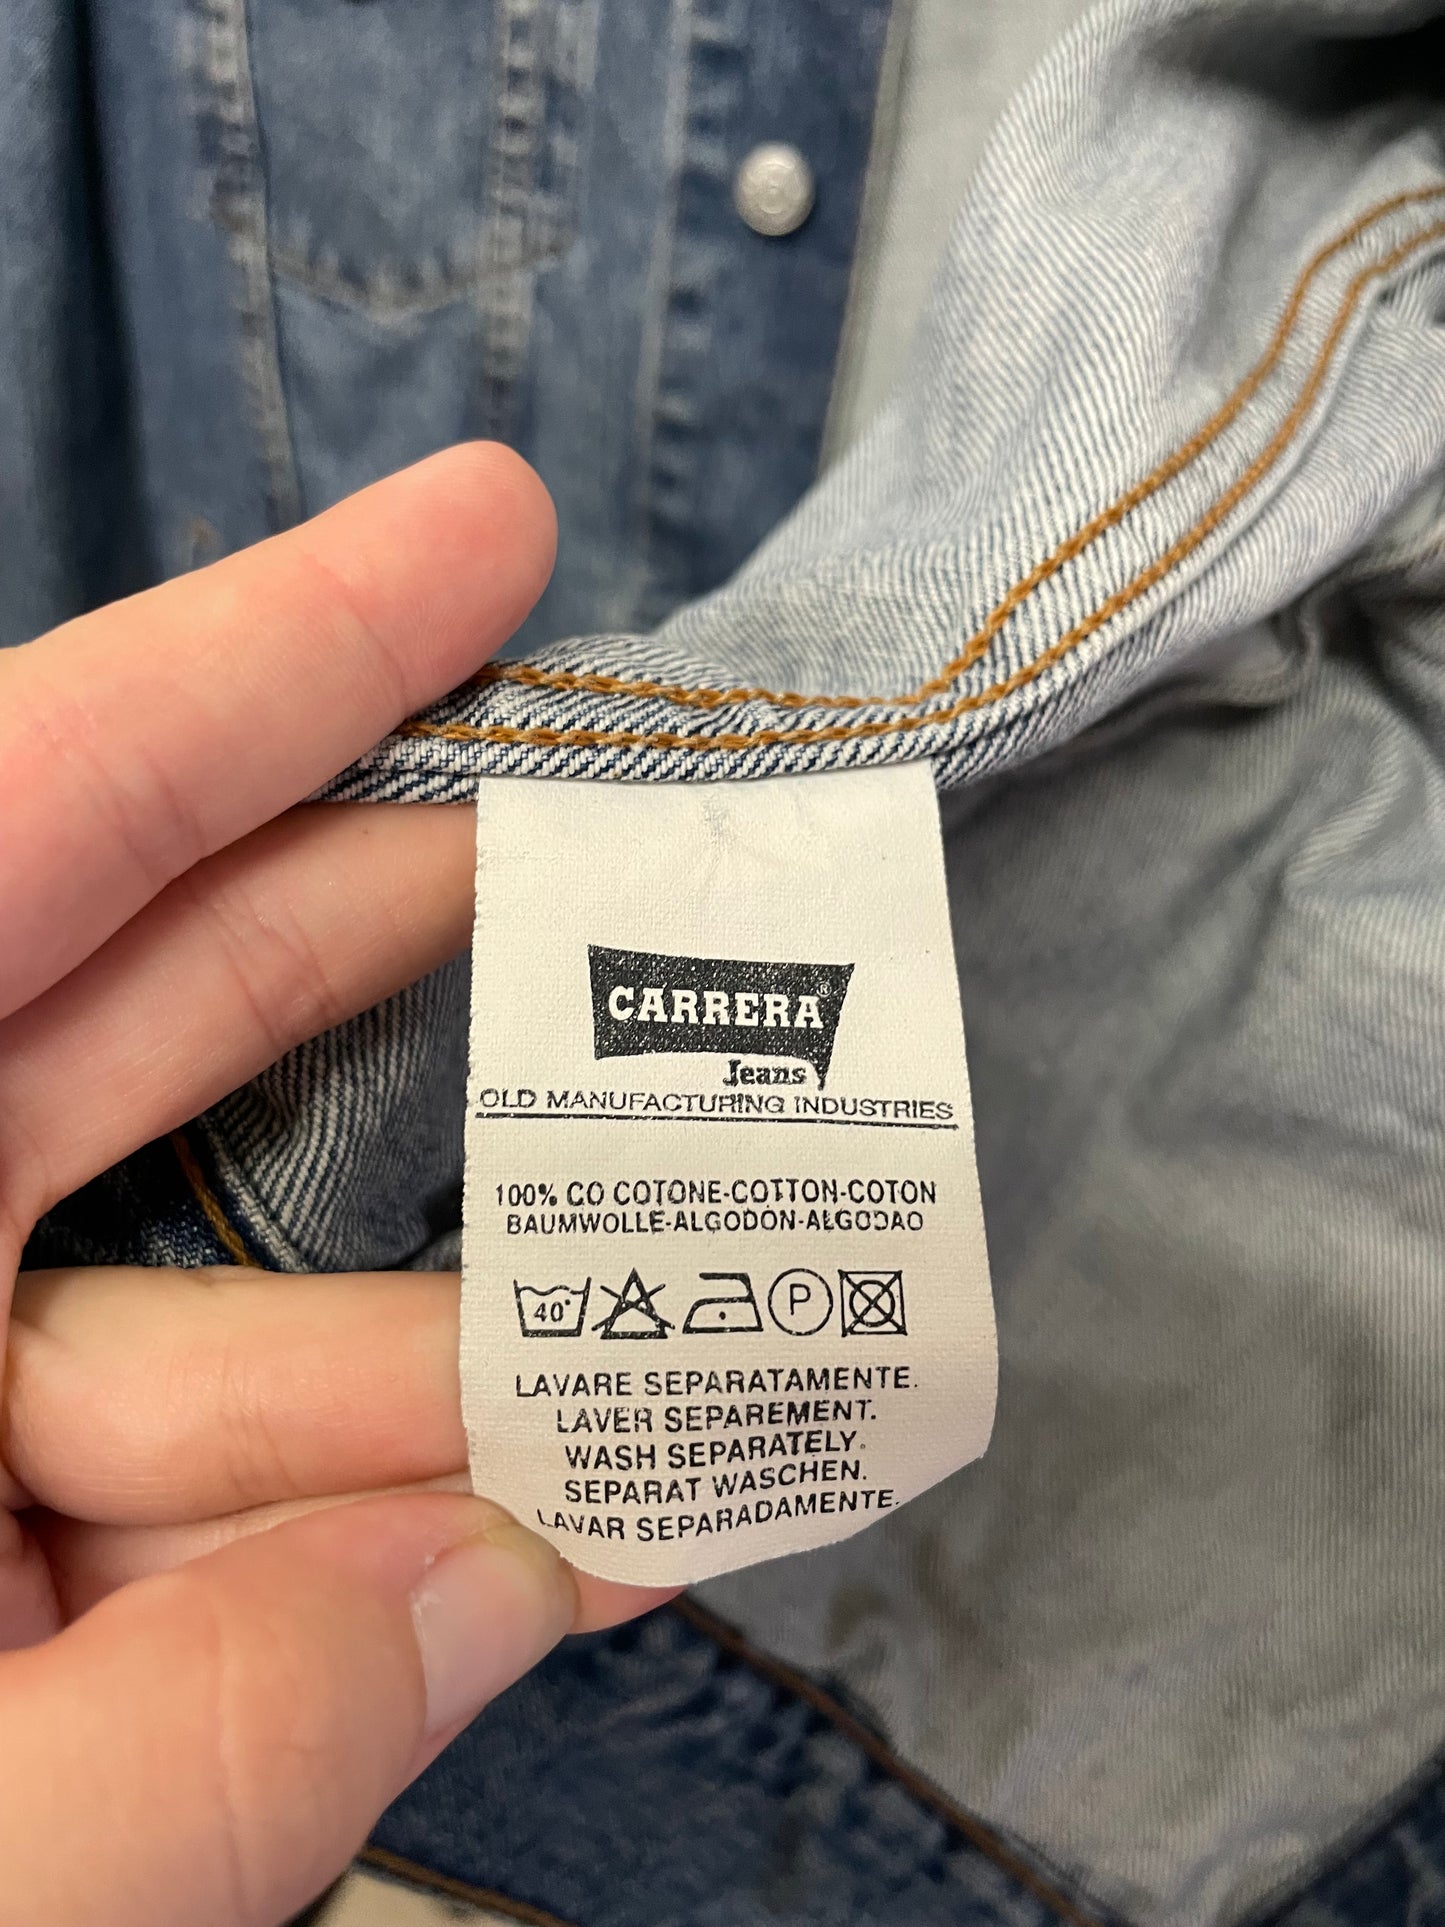 CARRERA®
Jeans
OLD MANUFACTURING INDUSTRIES
100% CO COTONE-COTTON-COTON
BAUMWOLLE-ALGODÓN-ALGODAO
40° P
LAVARE SEPARATAMENTE.
LAVER SEPAREMENT.
WASH SEPARATELY.
SEPARAT WASCHEN.
LAVAR SEPARADAMENTE.